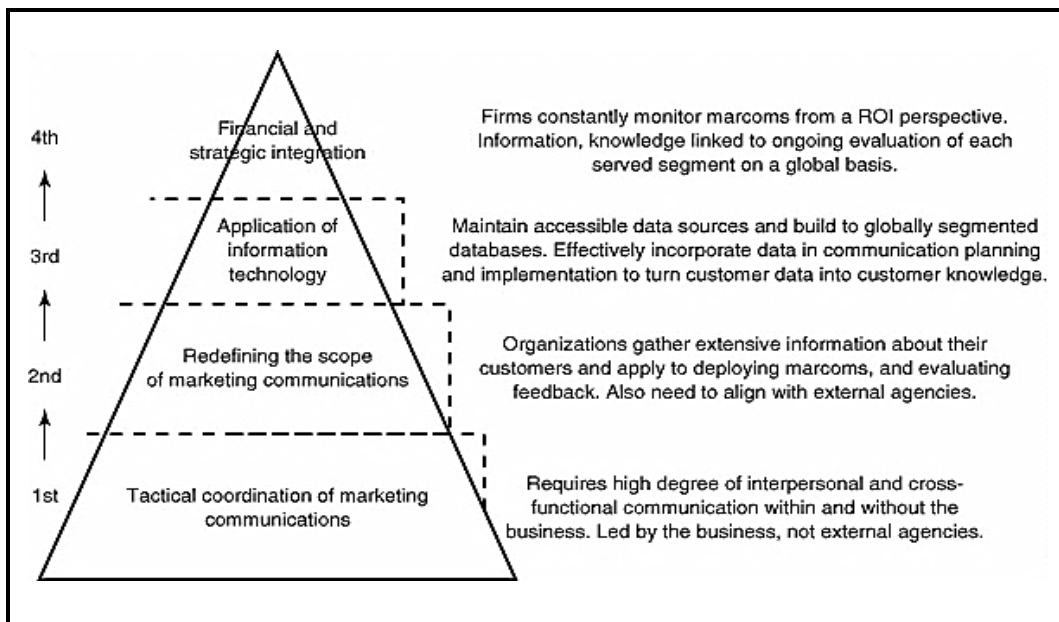 4th
Financial and
strategic integration
Firms constantly monitor marcoms from a ROI perspective.
Information, knowledge linked to ongoing evaluation of each
served segment on a global basis.
3rd
Application of
information
technology
Maintain accessible data sources and build to globally segmented
databases. Effectively incorporate data in communication planning
and implementation to turn customer data into customer knowledge.
2nd
Redefining the scope
of marketing communications
Organizations gather extensive information about their
customers and apply to deploying marcoms, and evaluating
feedback. Also need to align with external agencies.
1st
Tactical coordination of marketing
communications
Requires high degree of interpersonal and cross-
functional communication within and without the
business. Led by the business, not external agencies.